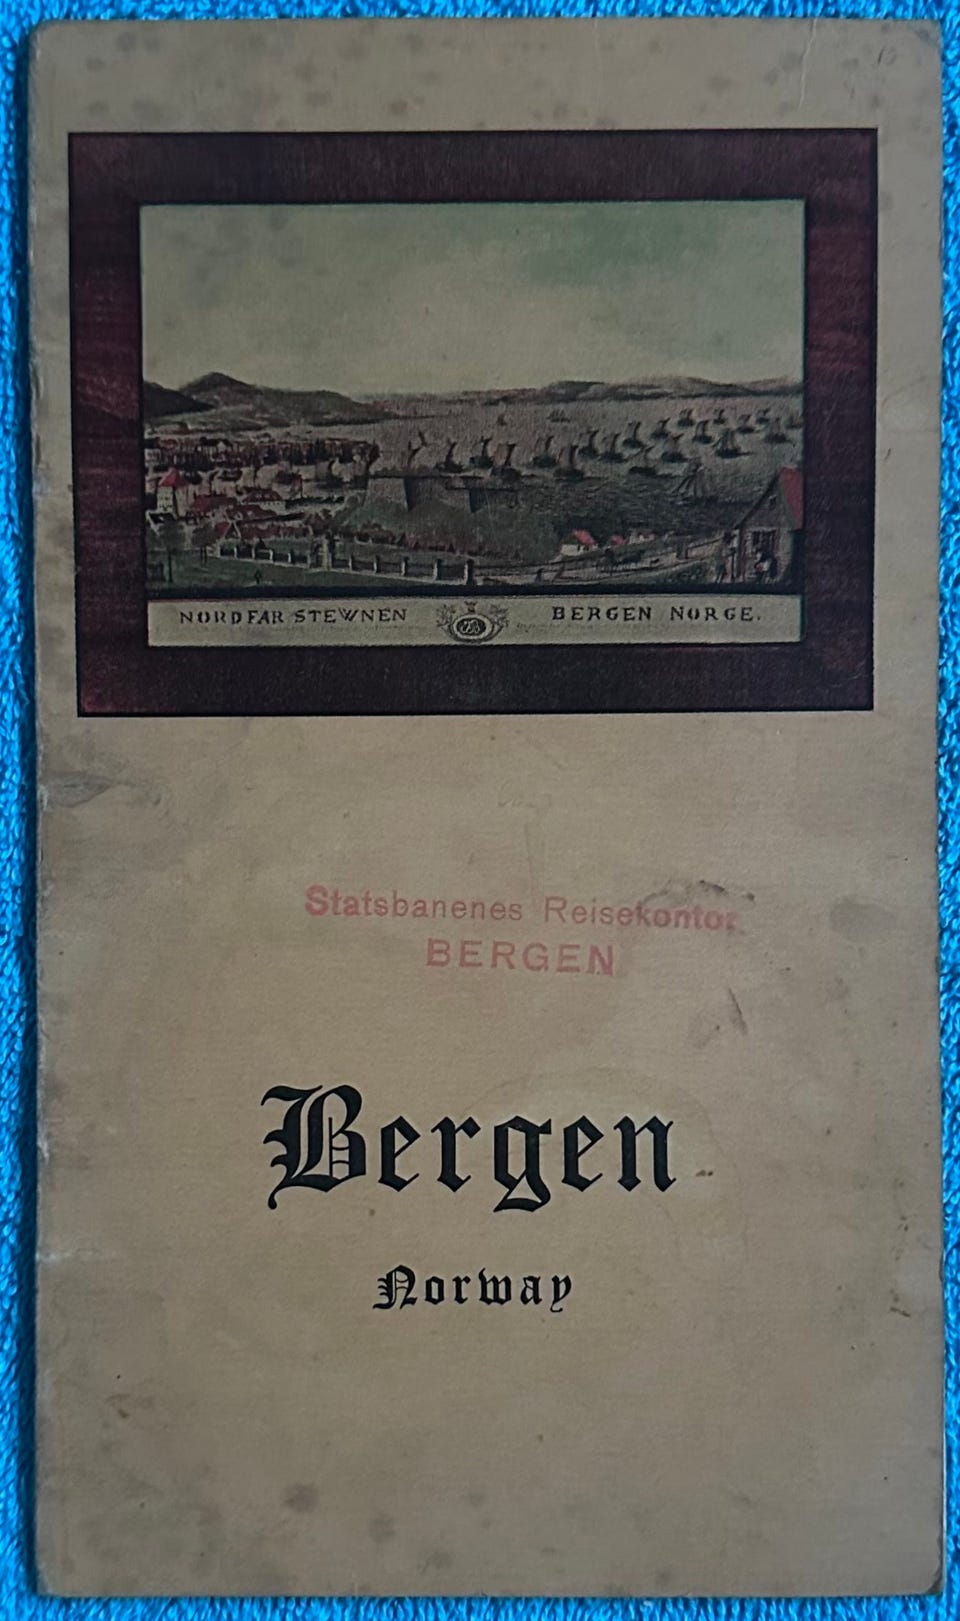 NORDFAR STEWNEN BERGEN NORGE.
Statsbanenes Reisekontor
BERGEN
Bergen
Norway